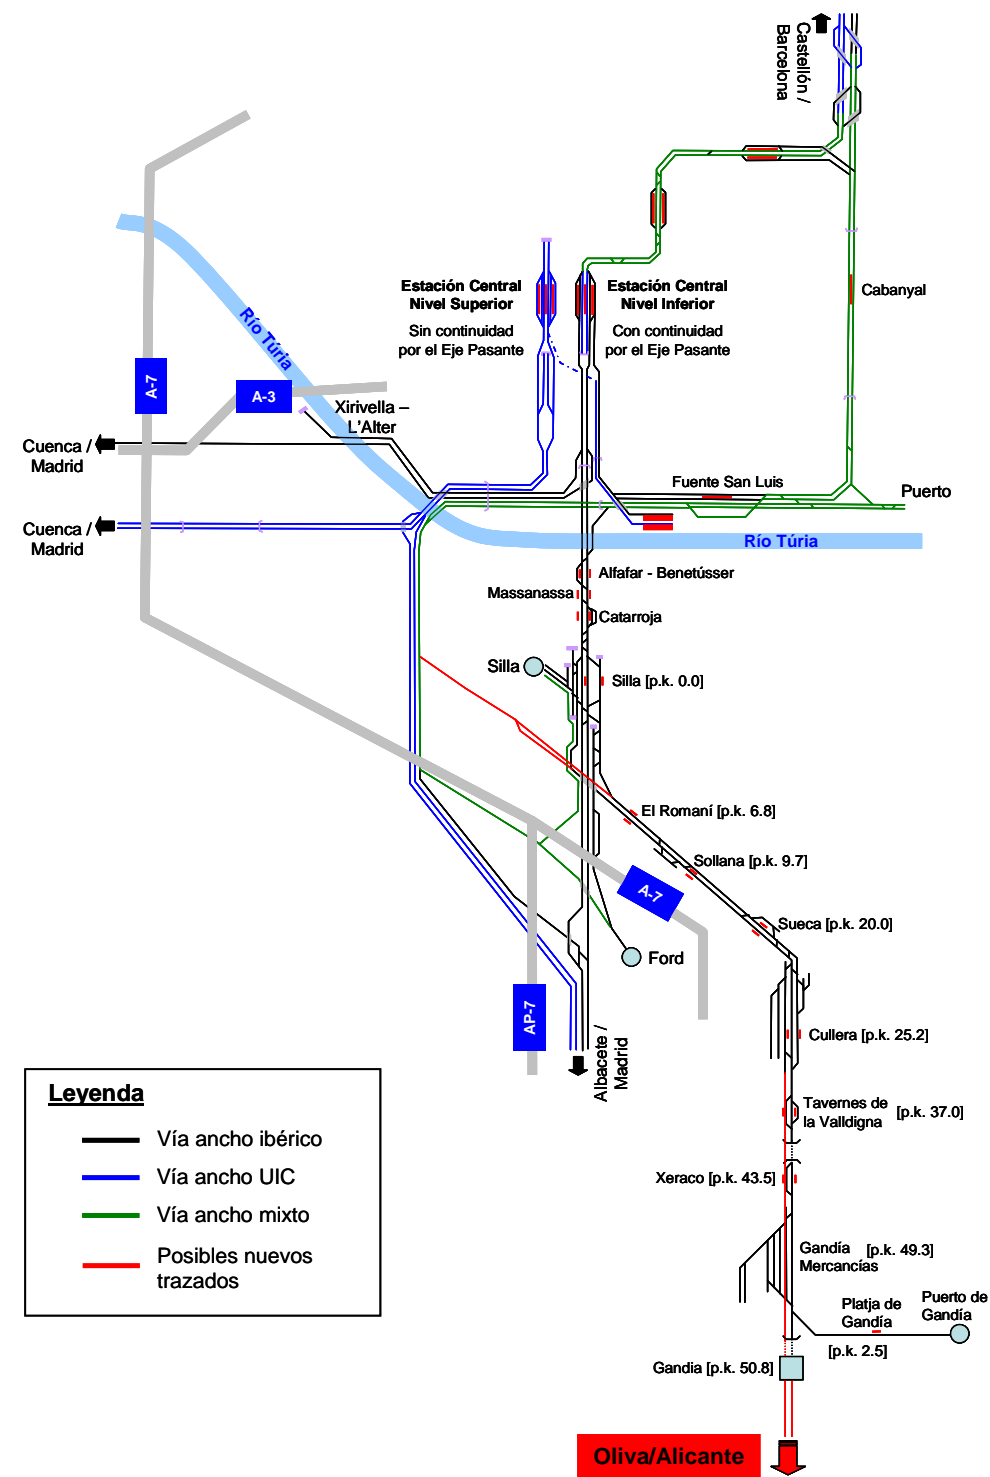 Castellón /
Barcelona
Estación Central
Nivel Superior
Sin continuidad
por el Eje Pasante
Estación Central
Nivel Inferior
Con continuidad
por el Eje Pasante
Cabanyal
Río Túria
A-7
A-3
Xirivella –
L'Alter
Cuenca /
Madrid
Fuente San Luis
Puerto
Cuenca /
Madrid
Río Túria
Alfafar - Benetússer
Massanassa
Catarroja
Silla
Silla [p.k. 0.0]
El Romaní [p.k. 6.8]
Sollana [p.k. 9.7]
A-7
Sueca [p.k. 20.0]
Ford
AP-7
Albacete /
Madrid
Cullera [p.k. 25.2]
Tavernes de
la Valldigna
[p.k. 37.0]
Xeraco [p.k. 43.5]
Gandía
Mercancías
[p.k. 49.3]
Platja de
Gandía
Puerto de
Gandía
[p.k. 2.5]
Gandia [p.k. 50.8]
Oliva/Alicante
Leyenda
Vía ancho ibérico
Vía ancho UIC
Vía ancho mixto
Posibles nuevos
trazados